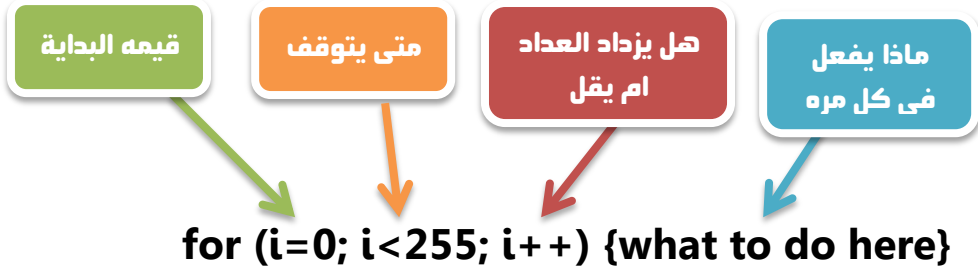 قيمه البداية
متى يتوقف
هل يزداد العداد
ام يقل
ماذا يفعل
فى كل مره
for (i=0; i<255; i++) {what to do here}